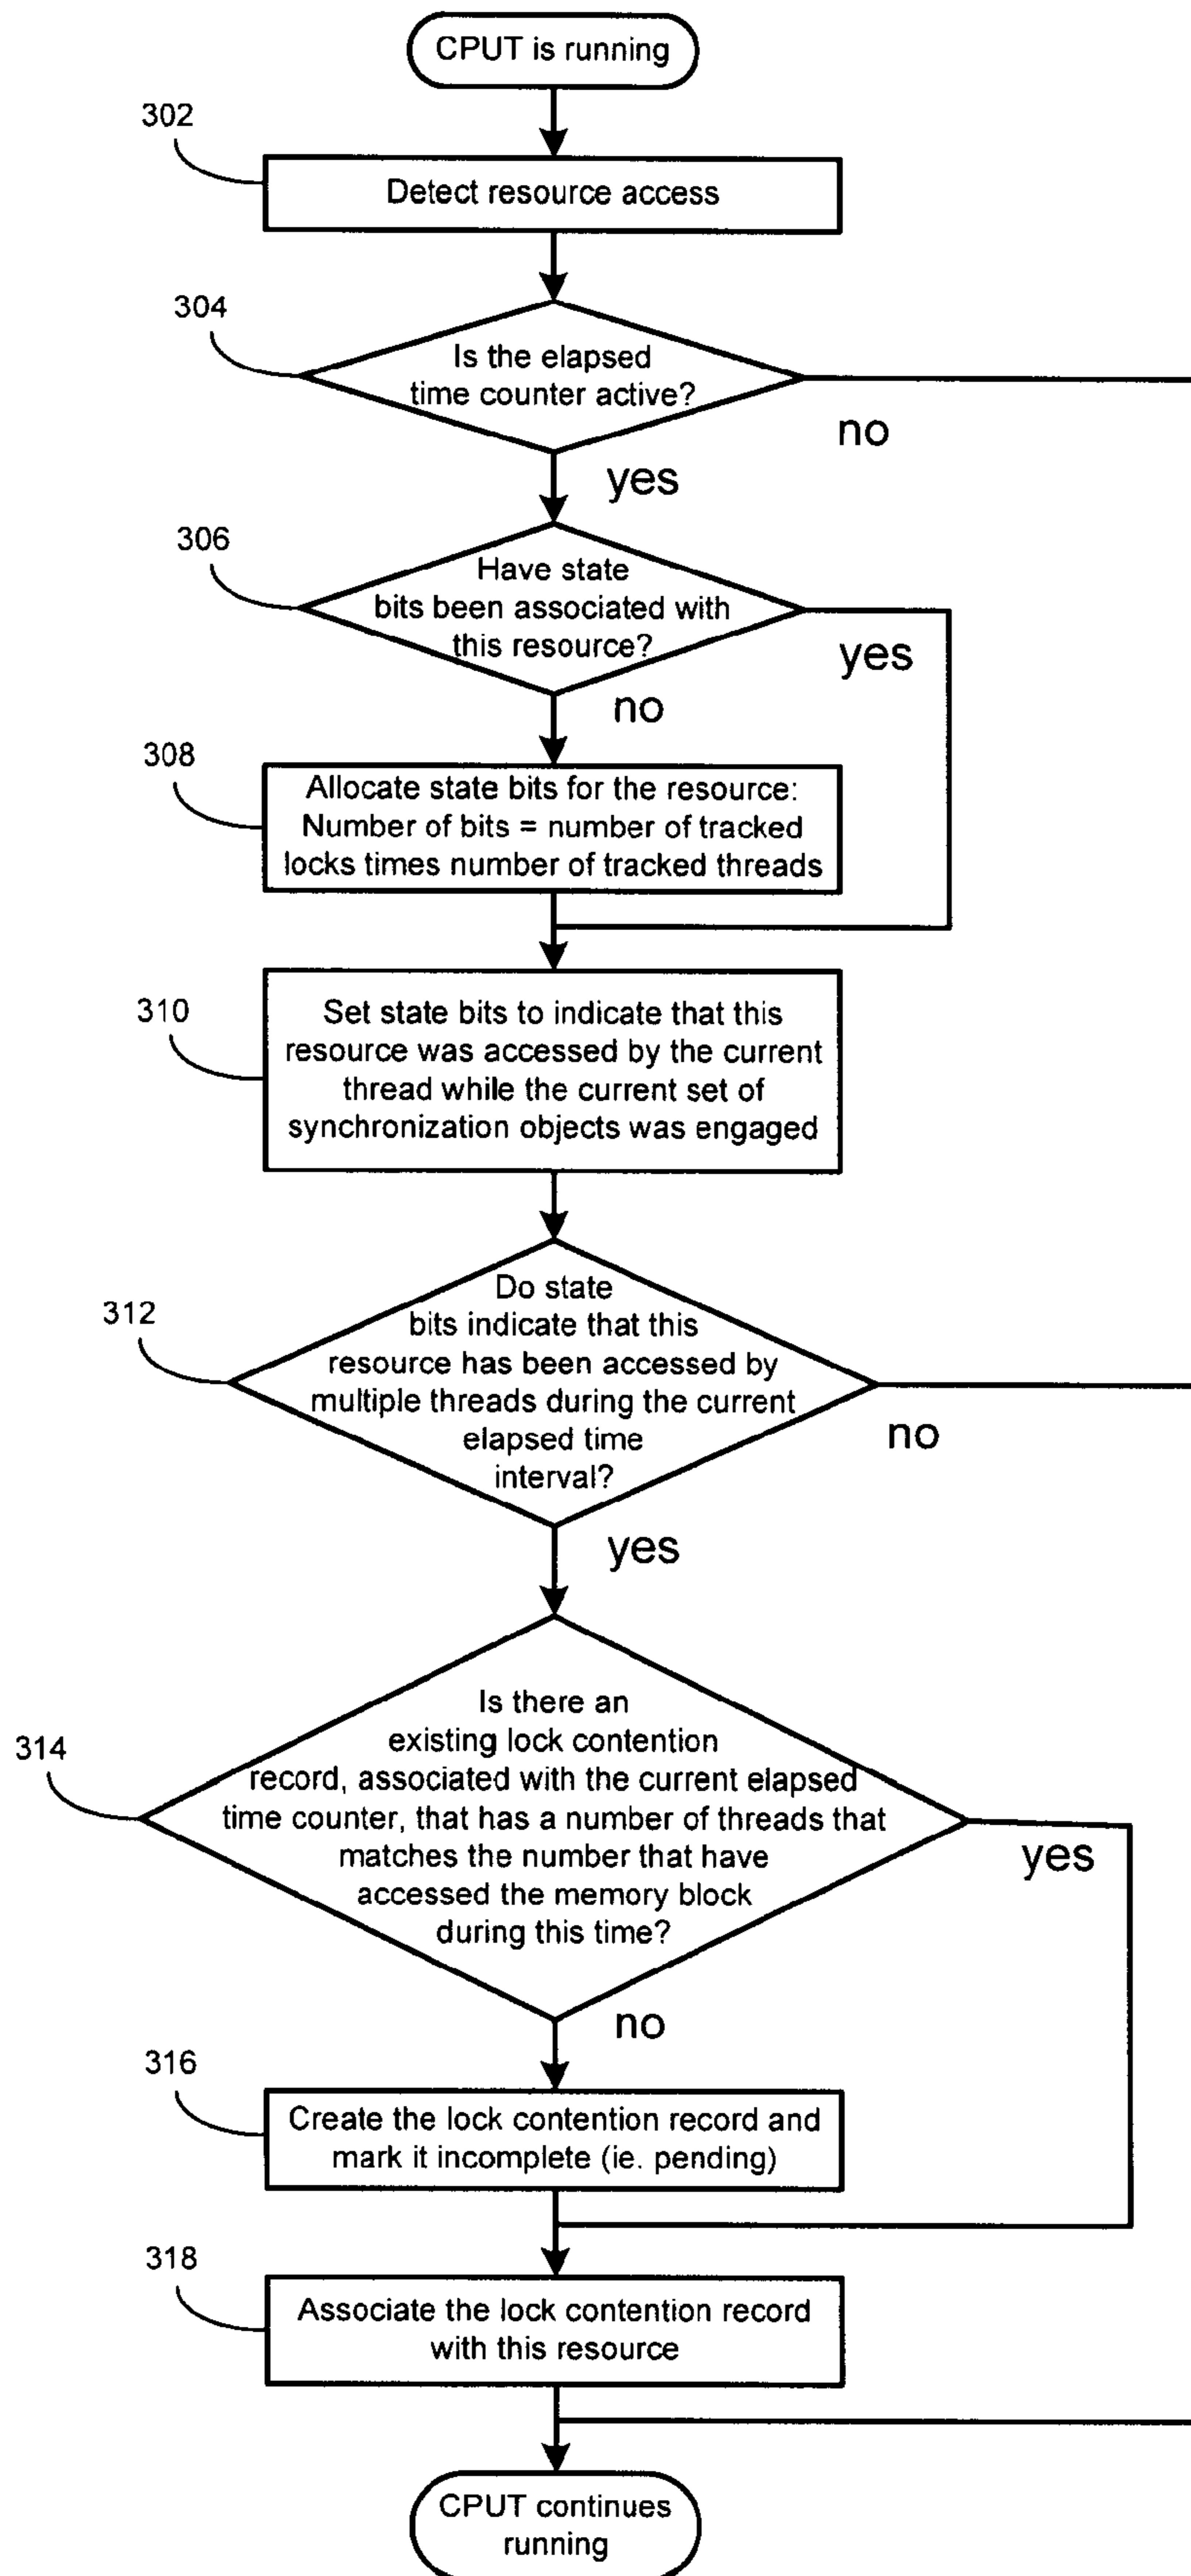 CPUT is running
302
Detect resource access
304
Is the elapsed
time counter active?
no
yes
306
Have state
bits been associated with
this resource?
yes
no
308
Allocate state bits for the resource:
Number of bits = number of tracked
locks times number of tracked threads
310
Set state bits to indicate that this
resource was accessed by the current
thread while the current set of
synchronization objects was engaged
312
Do state
bits indicate that this
resource has been accessed by
multiple threads during the current
elapsed time
interval?
no
yes
314
Is there an
existing lock contention
record, associated with the current elapsed
time counter, that has a number of threads that
matches the number that have
accessed the memory block
during this time?
yes
no
316
Create the lock contention record and
mark it incomplete (ie. pending)
318
Associate the lock contention record
with this resource
CPUT continues
running